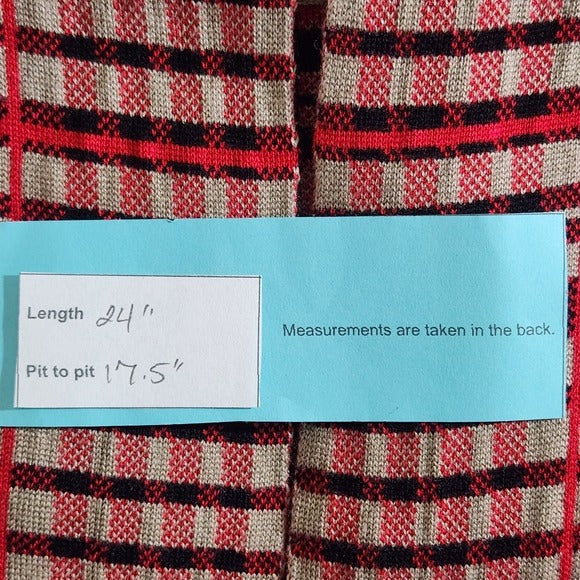 Length 24"
Pit to pit 17.5"
Measurements are taken in the back.